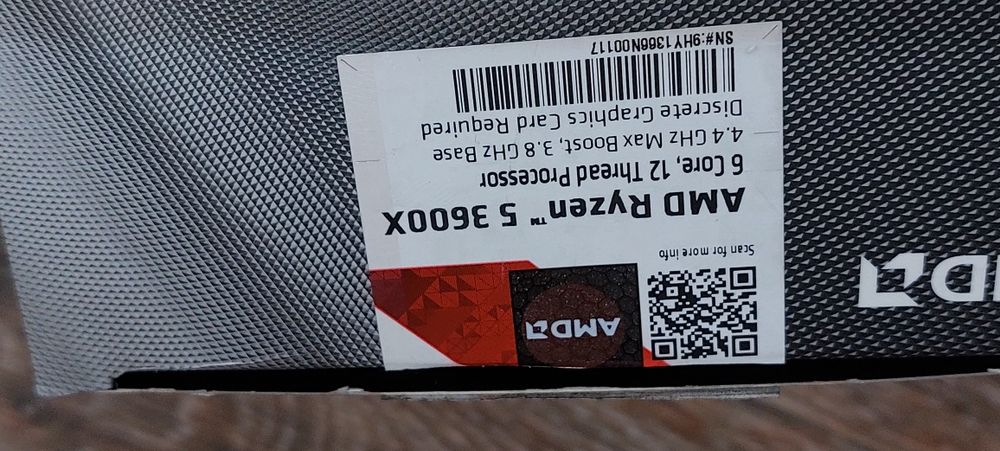 AMD
Scan for more info
AMD Ryzen™ 5 3600X
6 Core, 12 Thread Processor
4.4 GHz Max Boost, 3.8 GHz Base
Discrete Graphics Card Required
SN#:9HY1366N00117